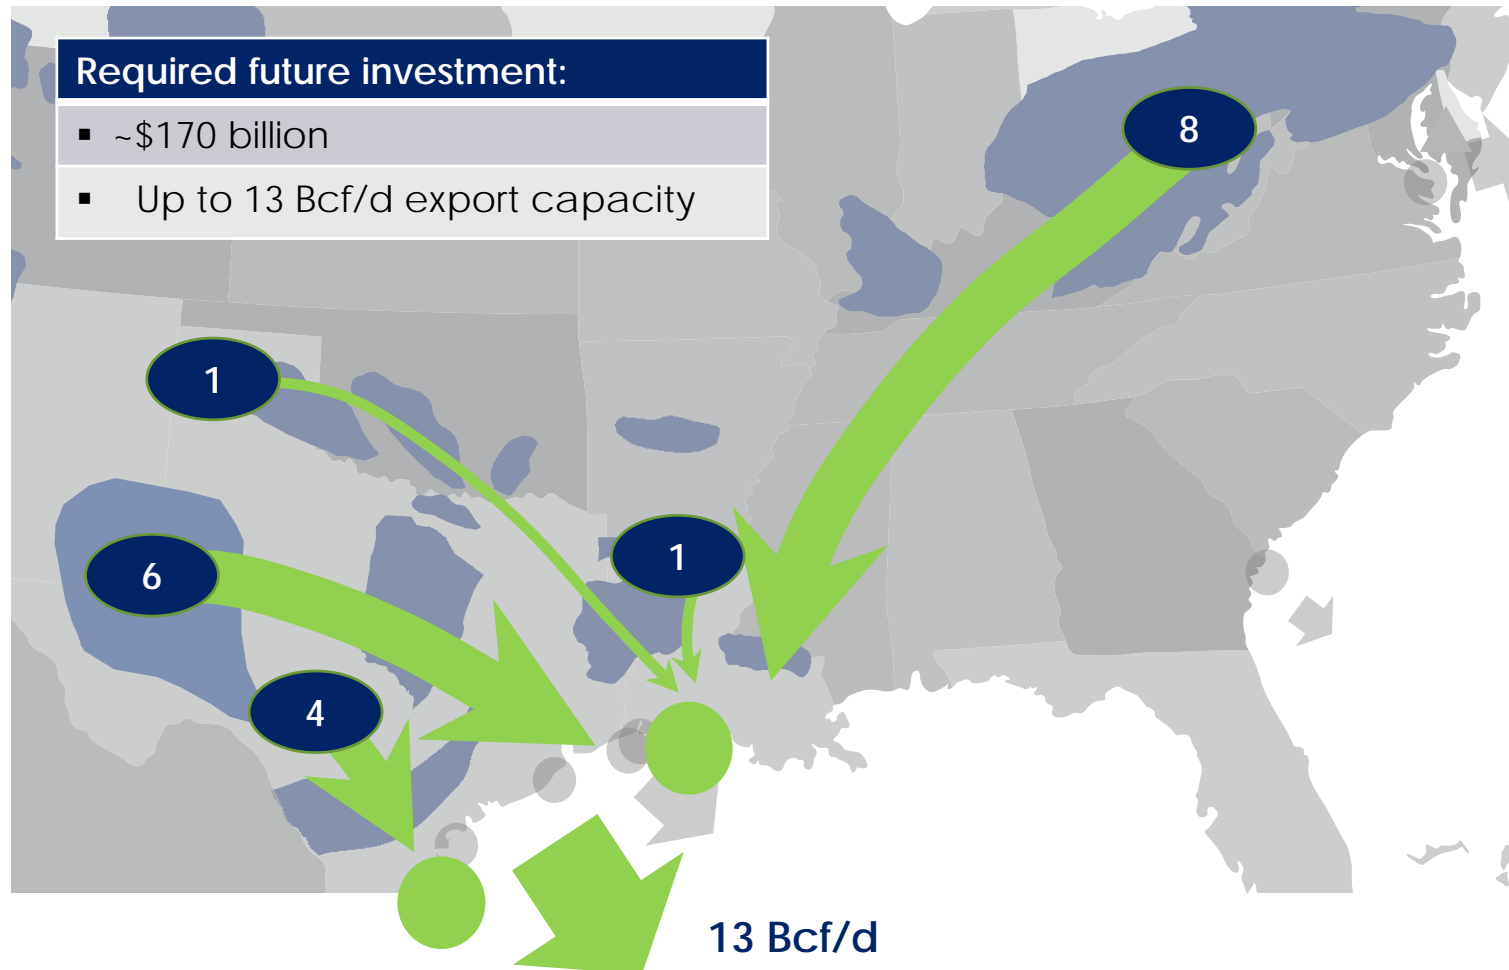 Required future investment:
▪ ~$170 billion
▪ Up to 13 Bcf/d export capacity
8
1
1
6
4
13 Bcf/d